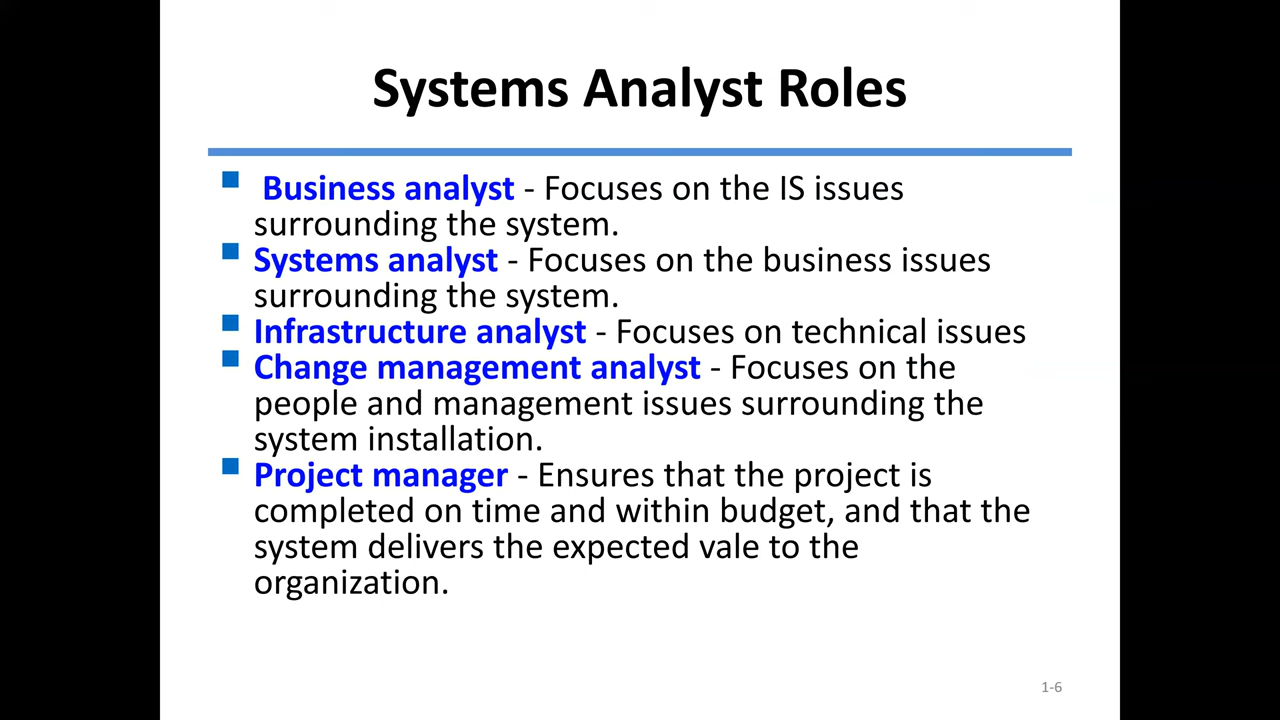 Systems Analyst Roles
Business analyst - Focuses on the IS issues
surrounding the system.
Systems analyst - Focuses on the business issues
surrounding the system.
Infrastructure analyst - Focuses on technical issues
Change management analyst - Focuses on the
people and management issues surrounding the
system installation.
Project manager - Ensures that the project is
completed on time and within budget, and that the
system delivers the expected vale to the
organization.
1-6